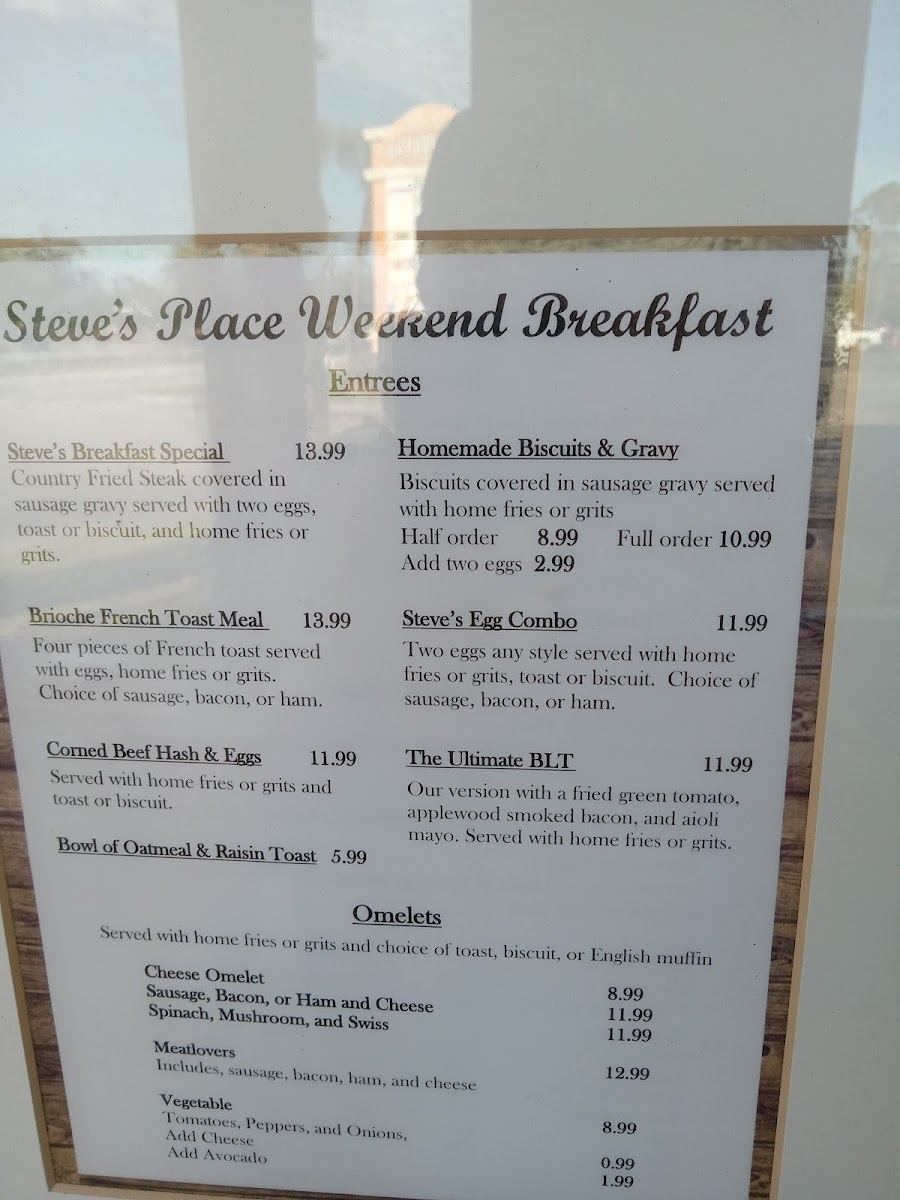 Steve's Place Weekend Breakfast
Entrees
Steve's Breakfast Special 13.99
Country Fried Steak covered in
sausage gravy served with two eggs,
toast or biscuit, and home fries or
grits.
Homemade Biscuits & Gravy
Biscuits covered in sausage gravy served
with home fries or grits
Half order 8.99 Full order 10.99
Add two eggs 2.99
Brioche French Toast Meal 13.99
Four pieces of French toast served
with eggs, home fries or grits.
Choice of sausage, bacon, or ham.
Steve's Egg Combo 11.99
Two eggs any style served with home
fries or grits, toast or biscuit. Choice of
sausage, bacon, or ham.
Corned Beef Hash & Eggs 11.99
Served with home fries or grits and
toast or biscuit.
The Ultimate BLT 11.99
Our version with a fried green tomato,
applewood smoked bacon, and aioli
mayo. Served with home fries or grits.
Bowl of Oatmeal & Raisin Toast 5.99
Omelets
Served with home fries or grits and choice of toast, biscuit, or English muffin
Cheese Omelet 8.99
Sausage, Bacon, or Ham and Cheese 11.99
Spinach, Mushroom, and Swiss 11.99
Meatlovers 12.99
Includes, sausage, bacon, ham, and cheese
Vegetable 8.99
Tomatoes, Peppers, and Onions,
Add Cheese 0.99
Add Avocado 1.99